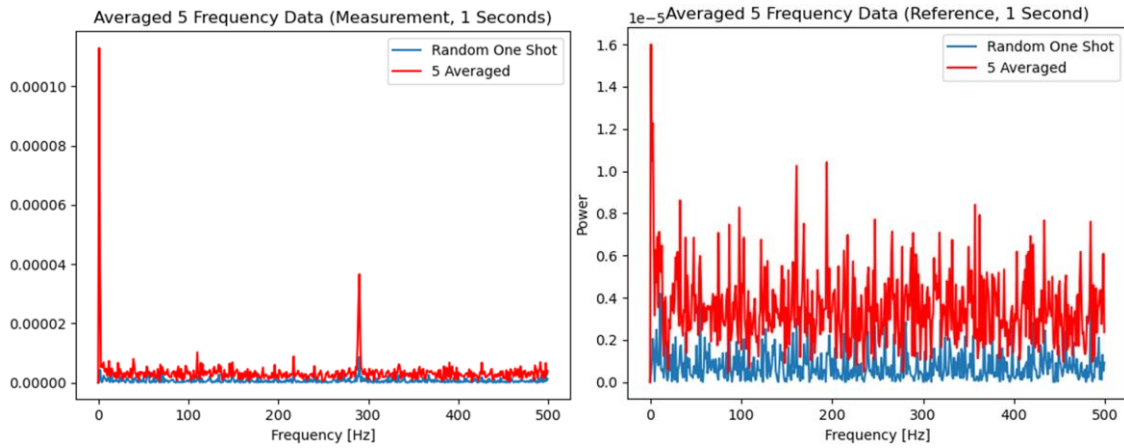 Averaged 5 Frequency Data (Measurement, 1 Seconds)
Random One Shot
5 Averaged
0.00010
0.00008
0.00006
0.00004
0.00002
0.00000
0
100
200
300
400
500
Frequency [Hz]
Averaged 5 Frequency Data (Reference, 1 Second)
1e-5
Random One Shot
5 Averaged
1.6
1.4
1.2
1.0
0.8
0.6
0.4
0.2
0.0
Power
0
100
200
300
400
500
Frequency [Hz]